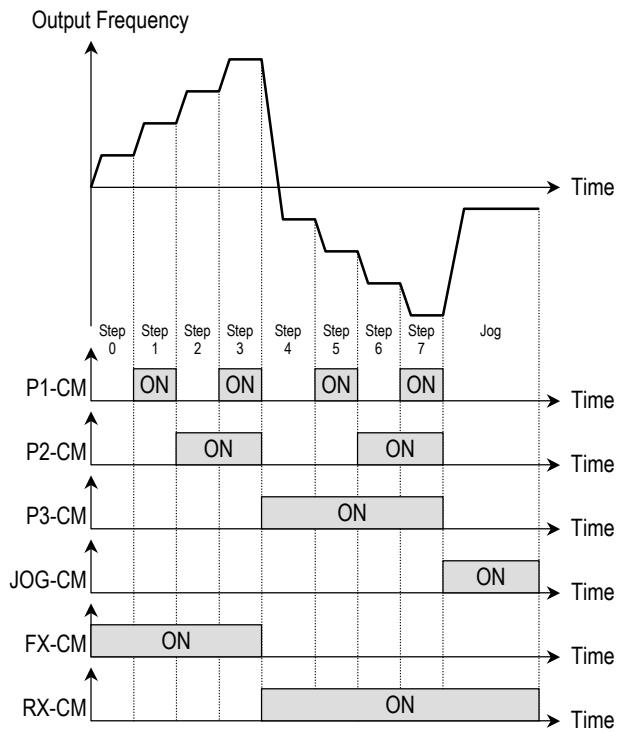 Output Frequency
Time
Step 0
Step 1
Step 2
Step 3
Step 4
Step 5
Step 6
Step 7
Jog
P1-CM
ON
ON
ON
ON
Time
P2-CM
ON
ON
Time
P3-CM
ON
Time
JOG-CM
ON
Time
FX-CM
ON
Time
RX-CM
ON
Time